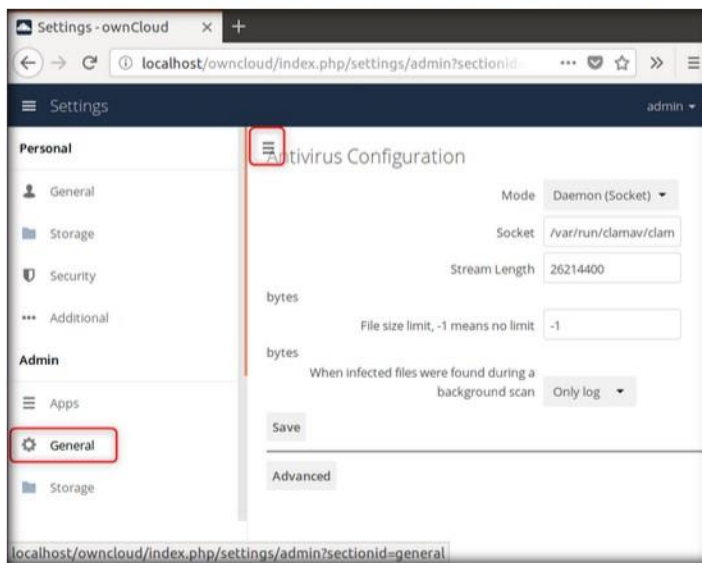 Settings - ownCloud
localhost/owncloud/index.php/settings/admin?sectionid
Settings
admin
Personal
General
Storage
Security
Additional
Admin
Apps
General
Storage
Antivirus Configuration
Mode Daemon (Socket)
Socket /var/run/clamav/clam
Stream Length 26214400
bytes
File size limit, -1 means no limit -1
bytes
When infected files were found during a
background scan Only log
Save
Advanced
localhost/owncloud/index.php/settings/admin?sectionid=general